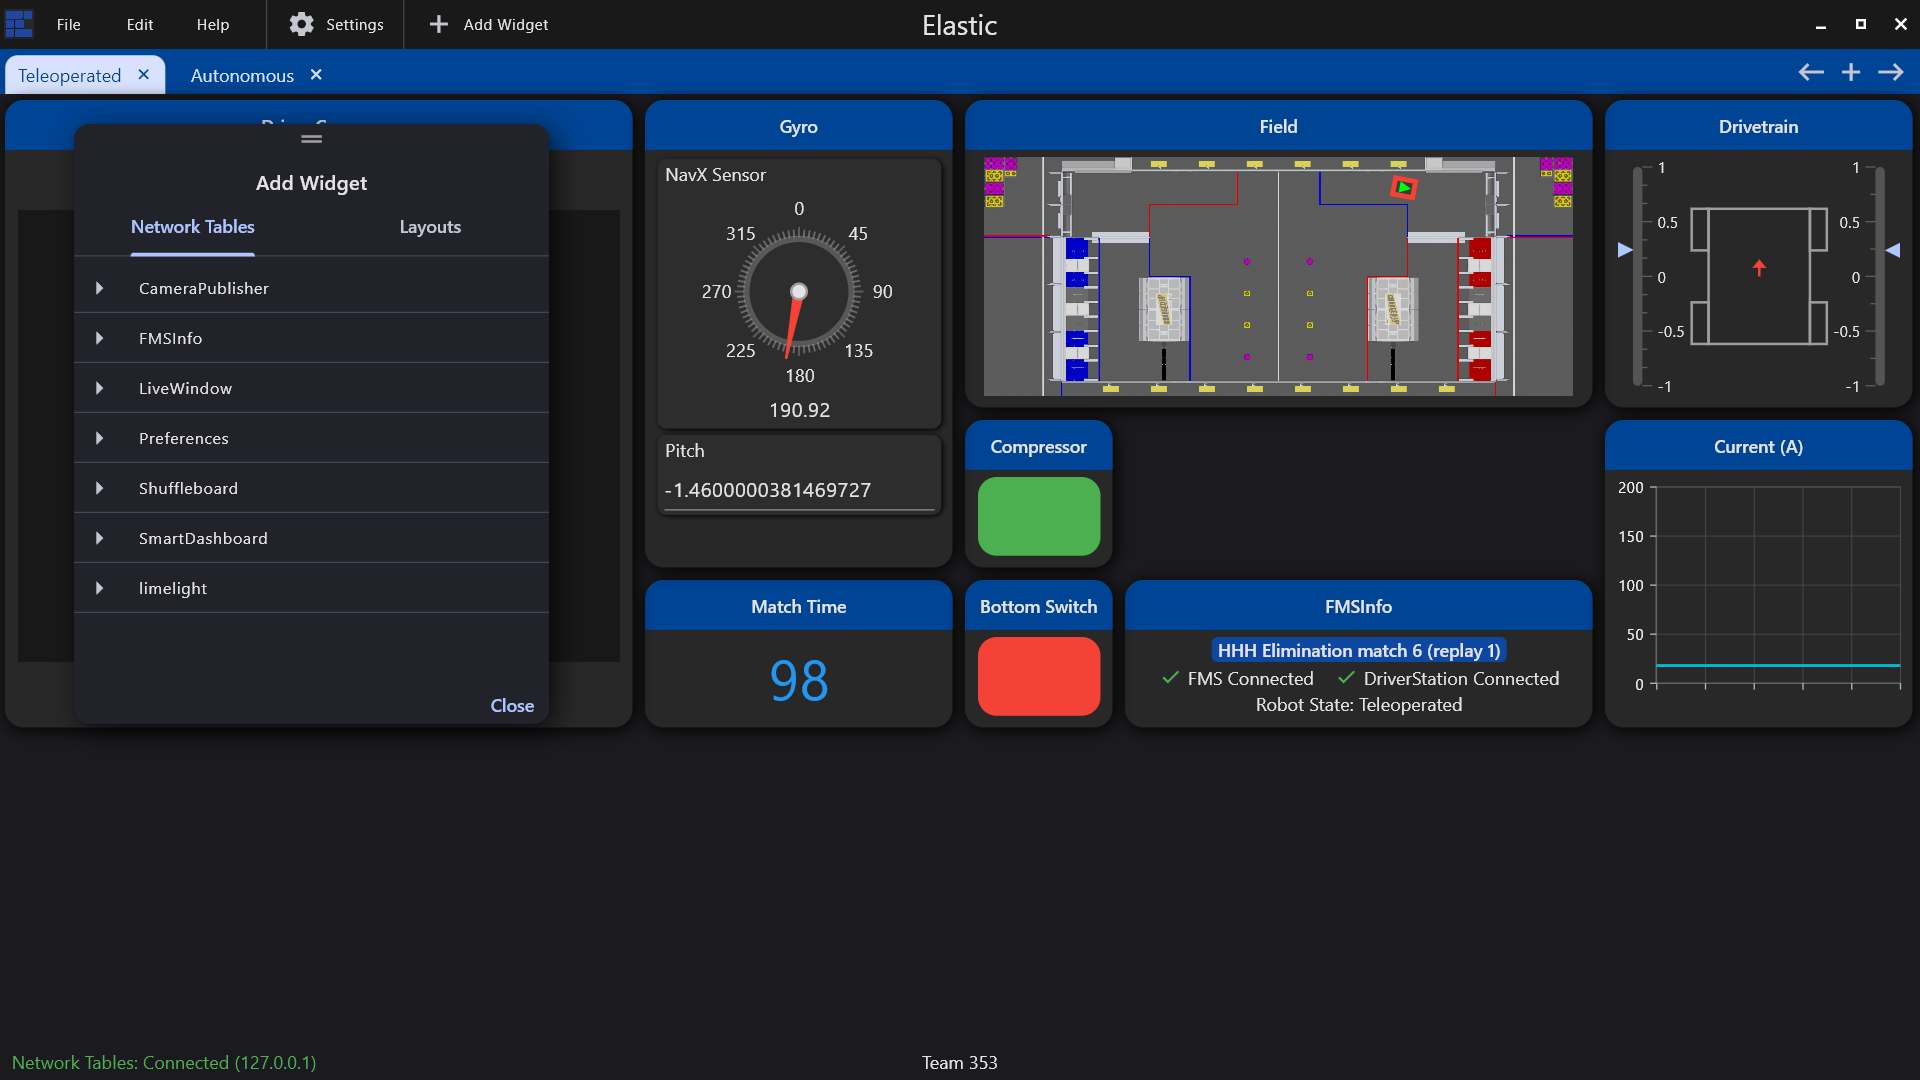 File Edit Help Settings Add Widget Elastic
Teleoperated Autonomous
Add Widget
Network Tables Layouts
CameraPublisher
FMSInfo
LiveWindow
Preferences
Shuffleboard
SmartDashboard
limelight
Close
Gyro
NavX Sensor
0
315 45
270 90
225 135
180
190.92
Pitch
-1.4600000381469727
Match Time
98
Field
Compressor
Bottom Switch
FMSInfo
HHH Elimination match 6 (replay 1)
FMS Connected DriverStation Connected
Robot State: Teleoperated
Drivetrain
1 1
0.5 0.5
0 0
-0.5 -0.5
-1 -1
Current (A)
200
150
100
50
0
Network Tables: Connected (127.0.0.1) Team 353